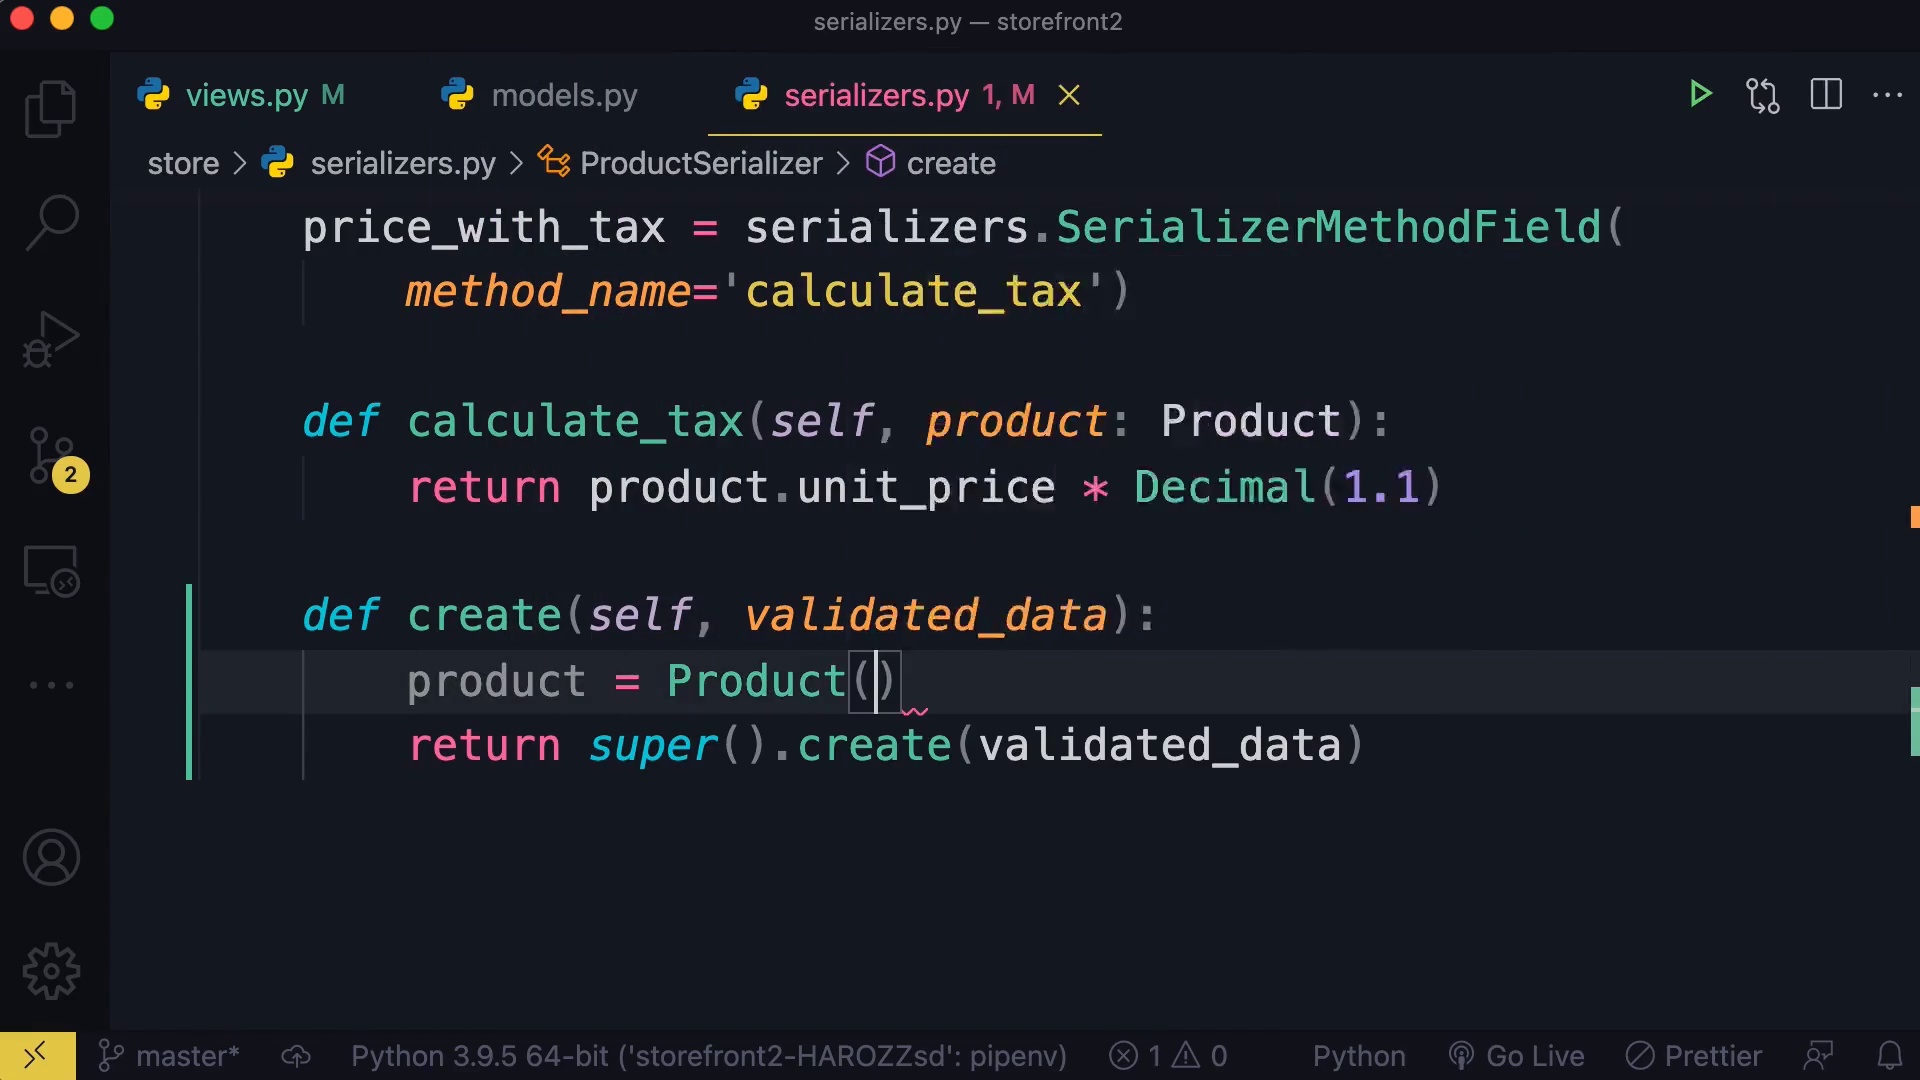 serializers.py — storefront2
views.py M models.py serializers.py 1, M
store > serializers.py > ProductSerializer > create
price_with_tax = serializers.SerializerMethodField(
method_name='calculate_tax')
def calculate_tax(self, product: Product):
return product.unit_price * Decimal(1.1)
def create(self, validated_data):
product = Product()
return super().create(validated_data)
2
master* Python 3.9.5 64-bit ('storefront2-HAROZZsd': pipenv) 1 0 Python Go Live Prettier